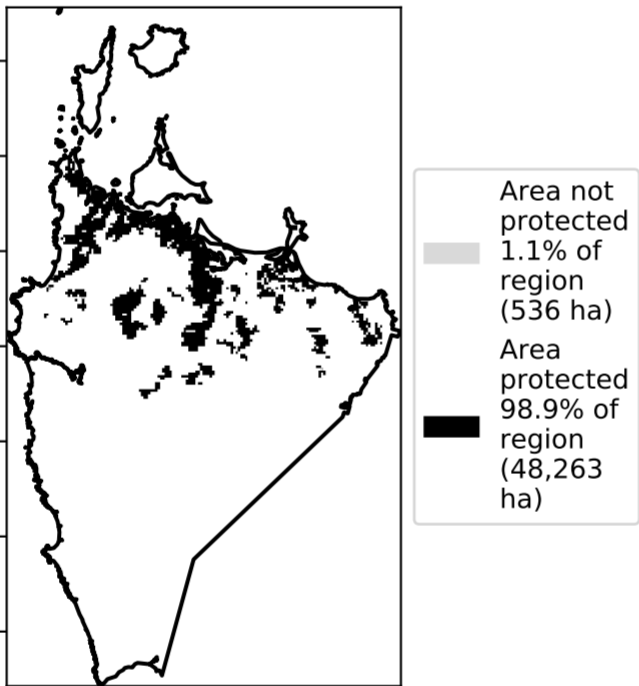 Area not
protected
1.1% of
region
(536 ha)
Area
protected
98.9% of
region
(48,263
ha)